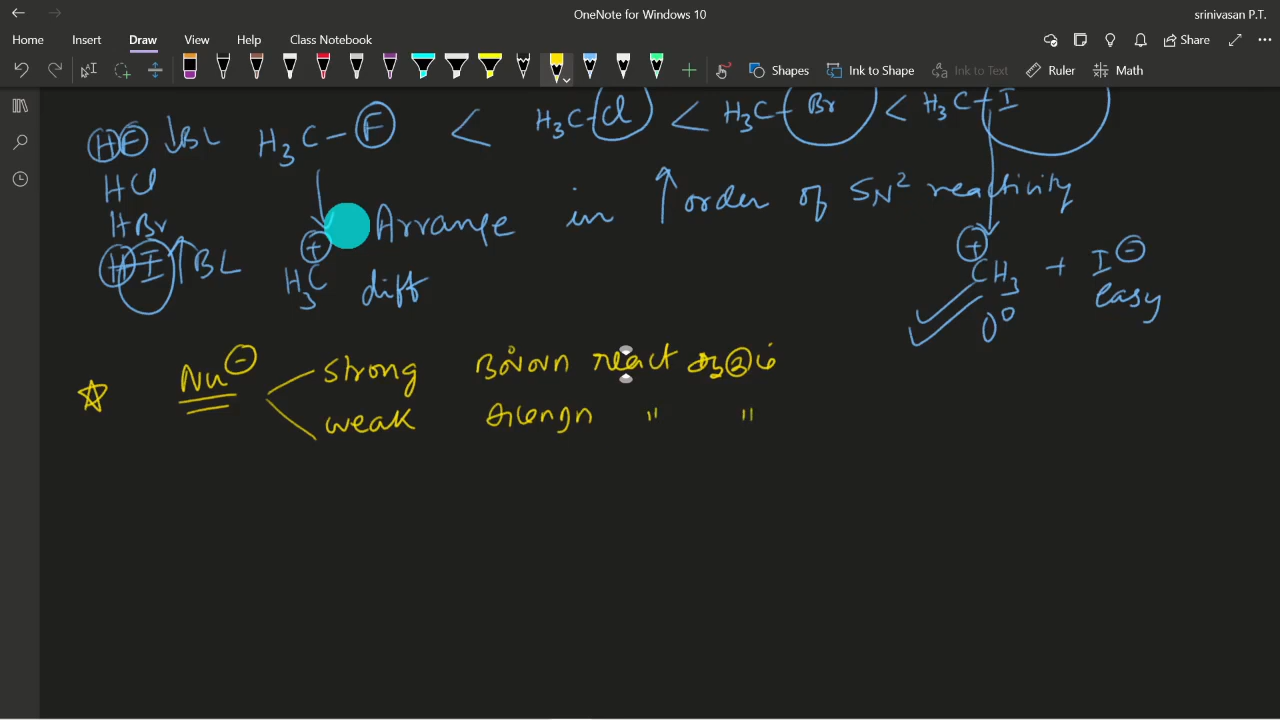 OneNote for Windows 10
srinivasan P.T.
Home Insert Draw View Help Class Notebook
Share
Shapes Ink to Shape Ink to Text Ruler Math
HF ↓BL H₃C–F < H₃C–Cl < H₃C–Br < H₃C–I
HCl
HBr
HI ↑BL
Arrange in ↑ order of SN² reactivity
⊕
H₃C diff
⊕
CH₃ + I⊖
0° easy
☆ Nu⊖
strong react
weak " "